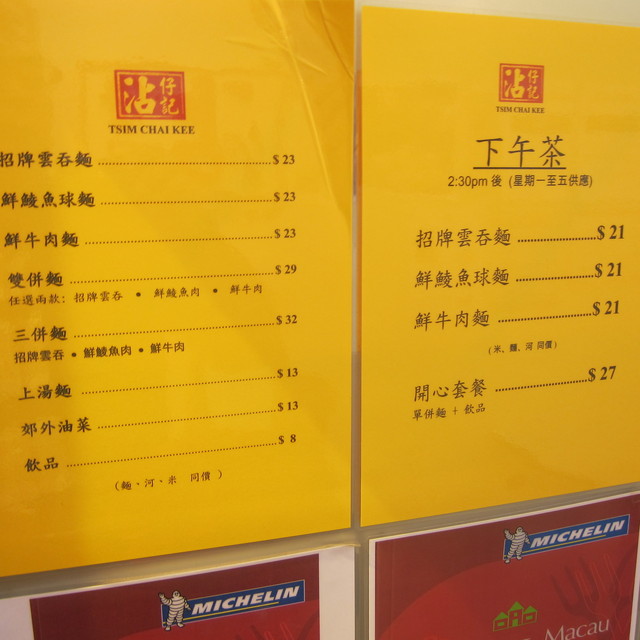 沾仔記
TSIM CHAI KEE
招牌雲吞麵 $ 23
鮮鯪魚球麵 $ 23
鮮牛肉麵 $ 23
雙併麵 $ 29
任選兩款: 招牌雲吞 • 鮮鯪魚肉 • 鮮牛肉
三併麵 $ 32
招牌雲吞 • 鮮鯪魚肉 • 鮮牛肉
上湯麵 $ 13
郊外油菜 $ 13
飲品 $ 8
(麵、河、米 同價)
沾仔記
TSIM CHAI KEE
下午茶
2:30pm 後 (星期一至五供應)
招牌雲吞麵 $ 21
鮮鯪魚球麵 $ 21
鮮牛肉麵 $ 21
(米、麵、河 同價)
開心套餐 $ 27
單併麵 + 飲品
MICHELIN
MICHELIN
Macau